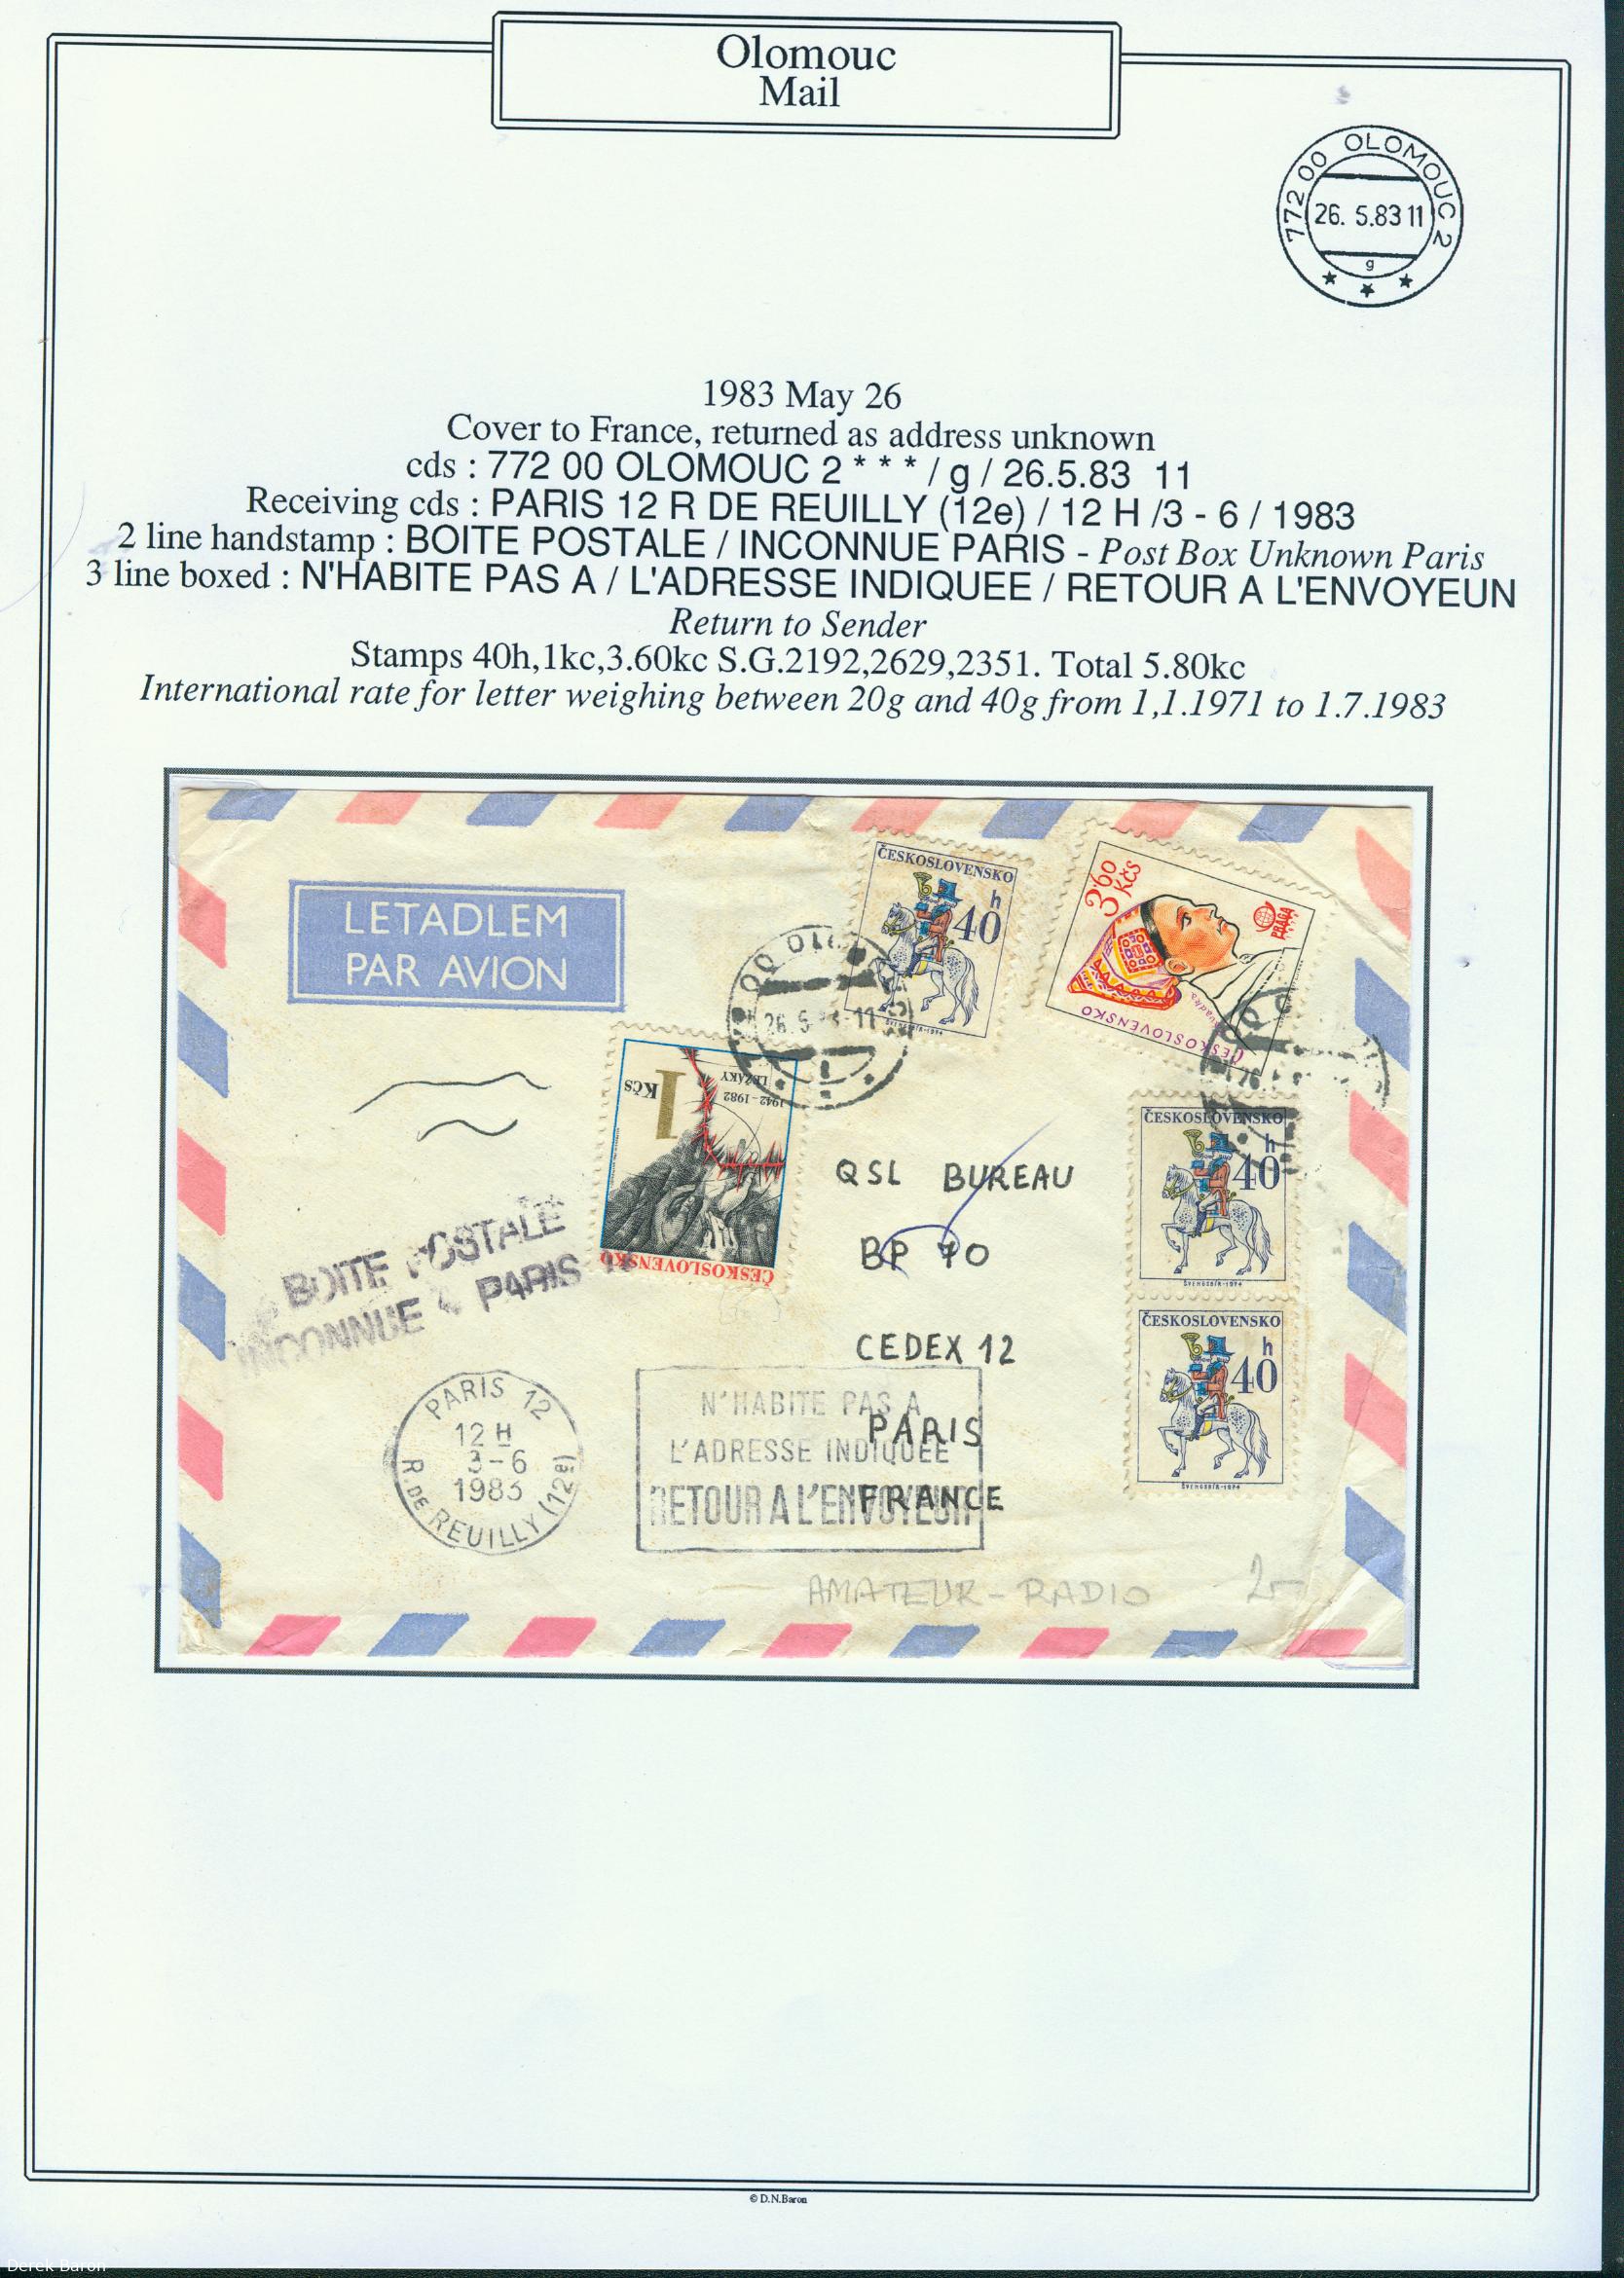 Olomouc
Mail
772 00 OLOMOUC 2
26. 5.83 11
g
1983 May 26
Cover to France, returned as address unknown
cds : 772 00 OLOMOUC 2 * * * / g / 26.5.83 11
Receiving cds : PARIS 12 R DE REUILLY (12e) / 12 H /3 - 6 / 1983
2 line handstamp : BOITE POSTALE / INCONNUE PARIS - Post Box Unknown Paris
3 line boxed : N'HABITE PAS A / L'ADRESSE INDIQUEE / RETOUR A L'ENVOYEUN
Return to Sender
Stamps 40h,1kc,3.60kc S.G.2192,2629,2351. Total 5.80kc
International rate for letter weighing between 20g and 40g from 1,1.1971 to 1.7.1983
LETADLEM
PAR AVION
ČESKOSLOVENSKO
40 h
3'60 Kčs
PRAGA
ČESKOSLOVENSKO
1 Kčs
LEŽÁKY
1942-1982
ČESKOSLOVENSKO
ČESKOSLOVENSKO
40 h
ČESKOSLOVENSKO
40 h
QSL BUREAU
BP 70
CEDEX 12
PARIS
FRANCE
BOITE POSTALE
INCONNUE PARIS
PARIS 12
12 H
3-6
1983
R. DE REUILLY (12e)
N'HABITE PAS A
L'ADRESSE INDIQUEE
RETOUR A L'ENVOYEUR
AMATEUR-RADIO
© D.N.Baron
Derek Baron